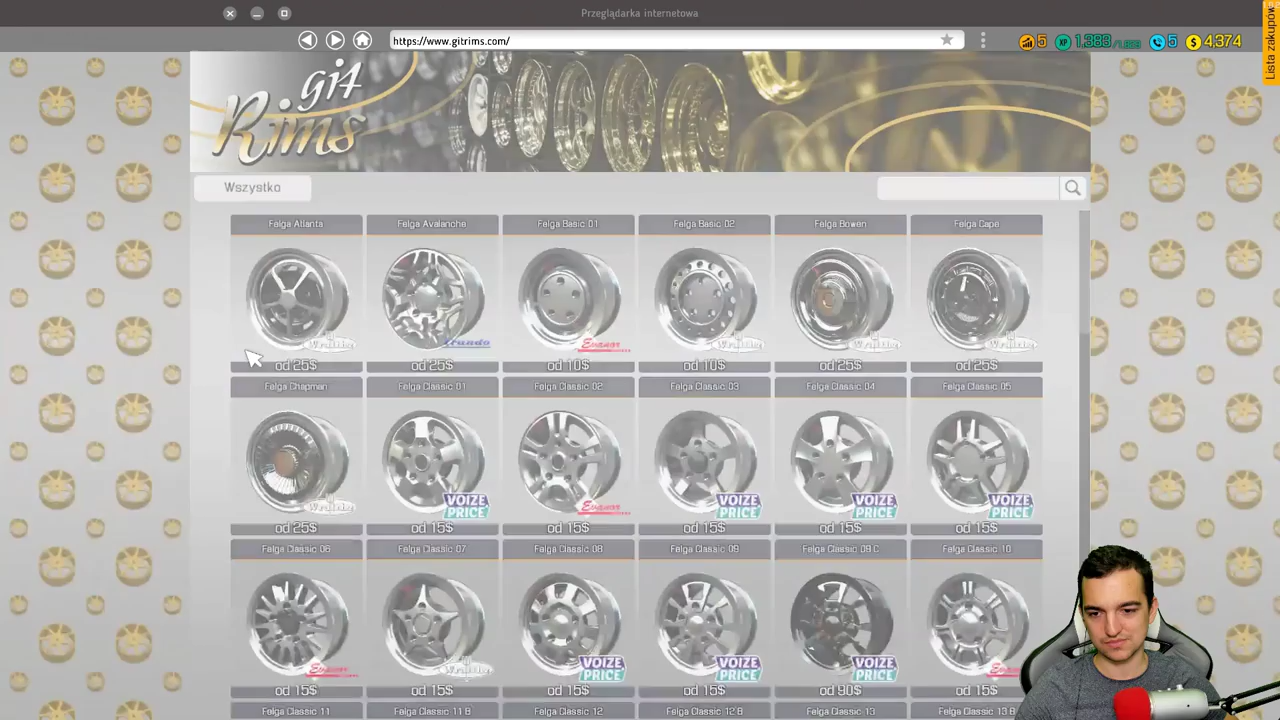 Przeglądarka internetowa
https://www.gitrims.com/
5
1,383
5
4,374
Lista zakupów
git
Rims
Wszystko
Felga Atlanta
Felga Avalanche
Felga Basic 01
Felga Basic 02
Felga Bowen
Felga Cape
Evanor
od 25$
od 25$
od 10$
od 10$
od 25$
od 25$
Felga Chapman
Felga Classic 01
Felga Classic 02
Felga Classic 03
Felga Classic 04
Felga Classic 05
VOIZE PRICE
Evanor
VOIZE PRICE
VOIZE PRICE
VOIZE PRICE
od 25$
od 15$
od 15$
od 15$
od 15$
od 15$
Felga Classic 06
Felga Classic 07
Felga Classic 08
Felga Classic 09
Felga Classic 09 C
Felga Classic 10
Evanor
VOIZE PRICE
VOIZE PRICE
VOIZE PRICE
od 15$
od 15$
od 15$
od 15$
od 90$
od 15$
Felga Classic 11
Felga Classic 11 B
Felga Classic 12
Felga Classic 12 B
Felga Classic 13
Felga Classic 13 B